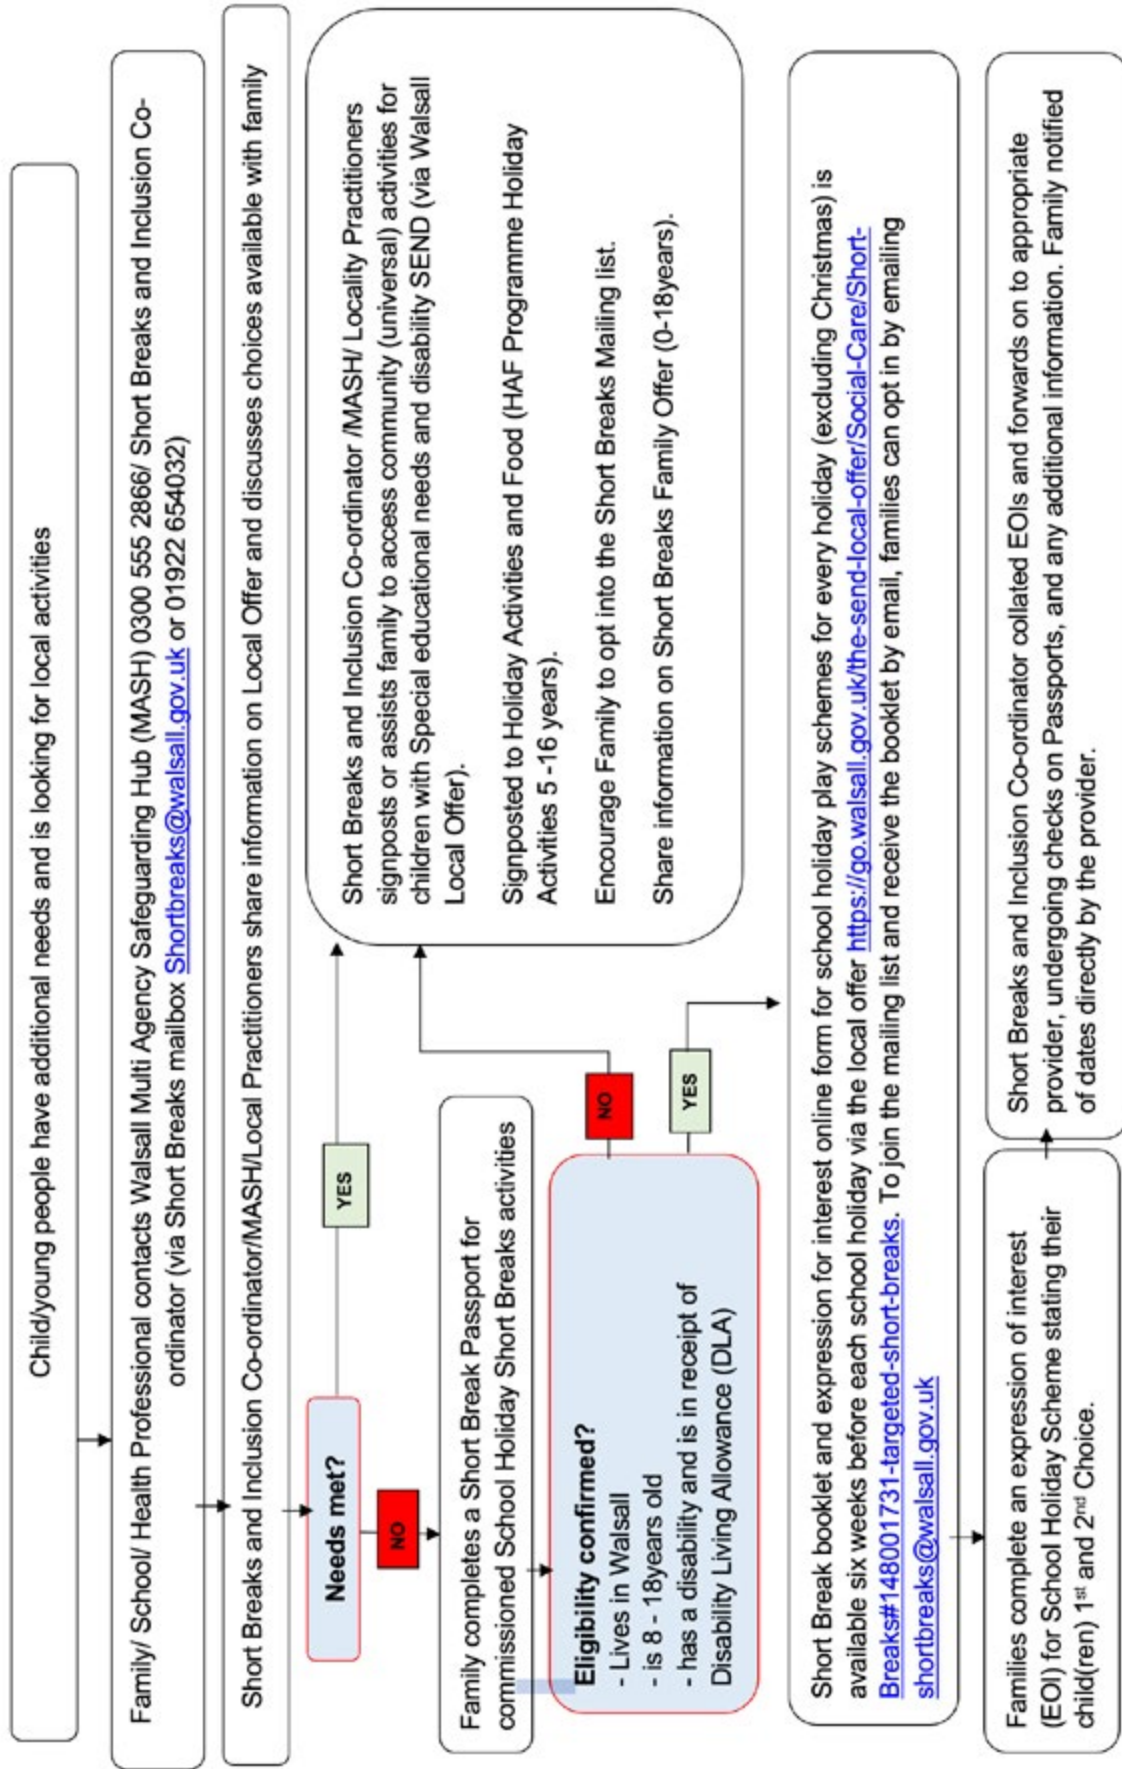 Child/young people have additional needs and is looking for local activities
Family/ School/ Health Professional contacts Walsall Multi Agency Safeguarding Hub (MASH) 0300 555 2866/ Short Breaks and Inclusion Co-
ordinator (via Short Breaks mailbox Shortbreaks@walsall.gov.uk or 01922 654032)
Short Breaks and Inclusion Co-ordinator/MASH/Local Practitioners share information on Local Offer and discusses choices available with family
Needs met?
YES
NO
Short Breaks and Inclusion Co-ordinator /MASH/ Locality Practitioners
signposts or assists family to access community (universal) activities for
children with Special educational needs and disability SEND (via Walsall
Local Offer).
Signposted to Holiday Activities and Food (HAF Programme Holiday
Activities 5 -16 years).
Encourage Family to opt into the Short Breaks Mailing list.
Share information on Short Breaks Family Offer (0-18years).
Family completes a Short Break Passport for
commissioned School Holiday Short Breaks activities
Eligibility confirmed?
- Lives in Walsall
- is 8 - 18years old
- has a disability and is in receipt of
Disability Living Allowance (DLA)
NO
YES
Short Break booklet and expression for interest online form for school holiday play schemes for every holiday (excluding Christmas) is
available six weeks before each school holiday via the local offer https://go.walsall.gov.uk/the-send-local-offer/Social-Care/Short-
Breaks#148001731-targeted-short-breaks. To join the mailing list and receive the booklet by email, families can opt in by emailing
shortbreaks@walsall.gov.uk
Families complete an expression of interest
(EOI) for School Holiday Scheme stating their
child(ren) 1st and 2nd Choice.
Short Breaks and Inclusion Co-ordinator collated EOIs and forwards on to appropriate
provider, undergoing checks on Passports, and any additional information. Family notified
of dates directly by the provider.